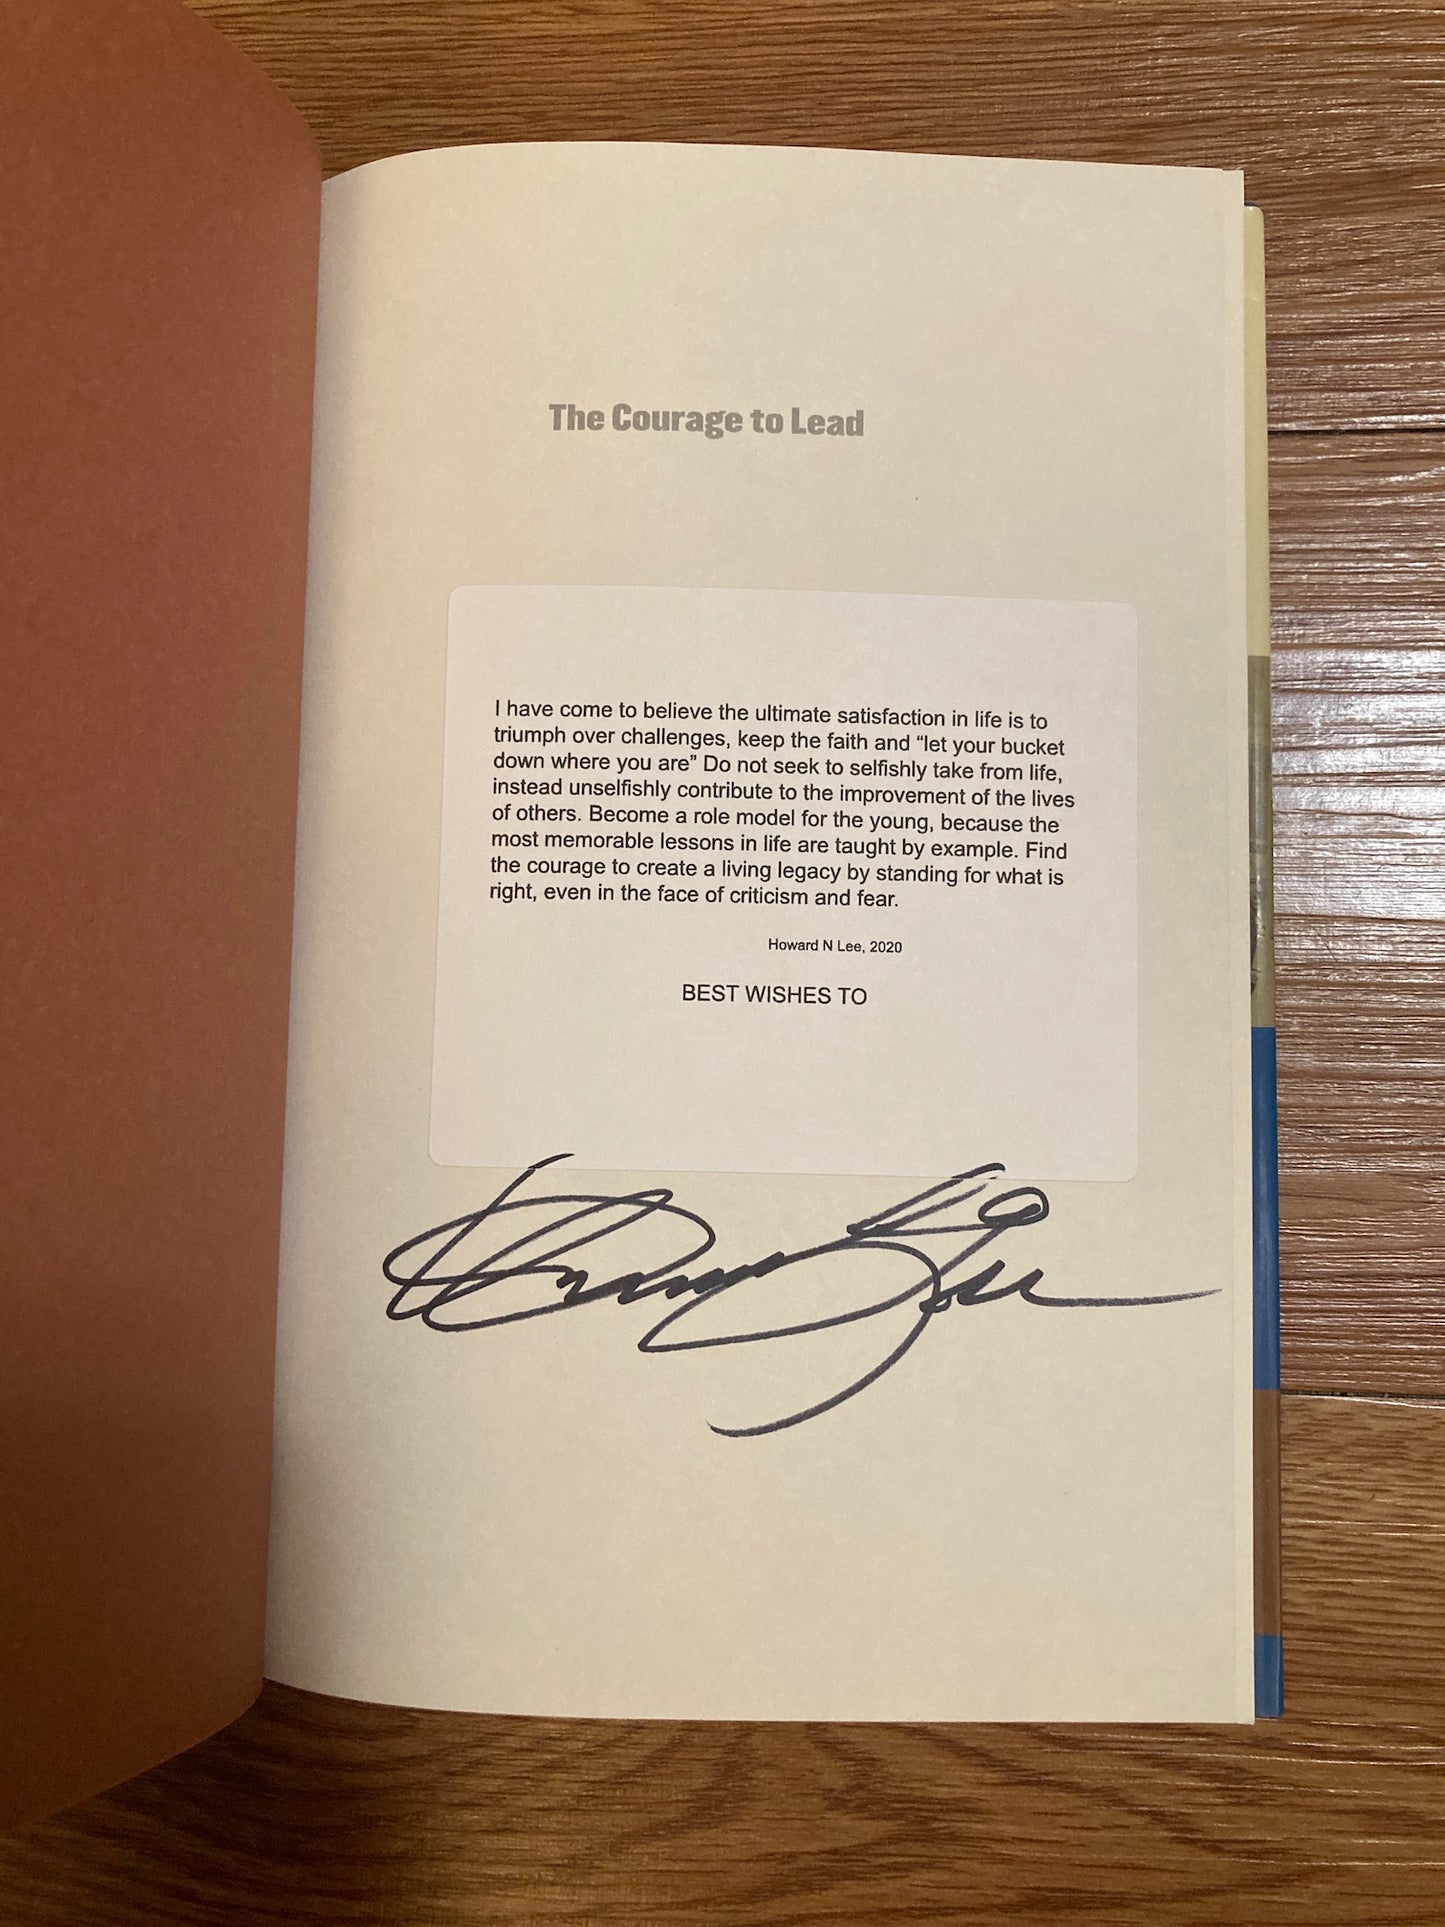 The Courage to Lead
I have come to believe the ultimate satisfaction in life is to
triumph over challenges, keep the faith and “let your bucket
down where you are” Do not seek to selfishly take from life,
instead unselfishly contribute to the improvement of the lives
of others. Become a role model for the young, because the
most memorable lessons in life are taught by example. Find
the courage to create a living legacy by standing for what is
right, even in the face of criticism and fear.
Howard N Lee, 2020
BEST WISHES TO